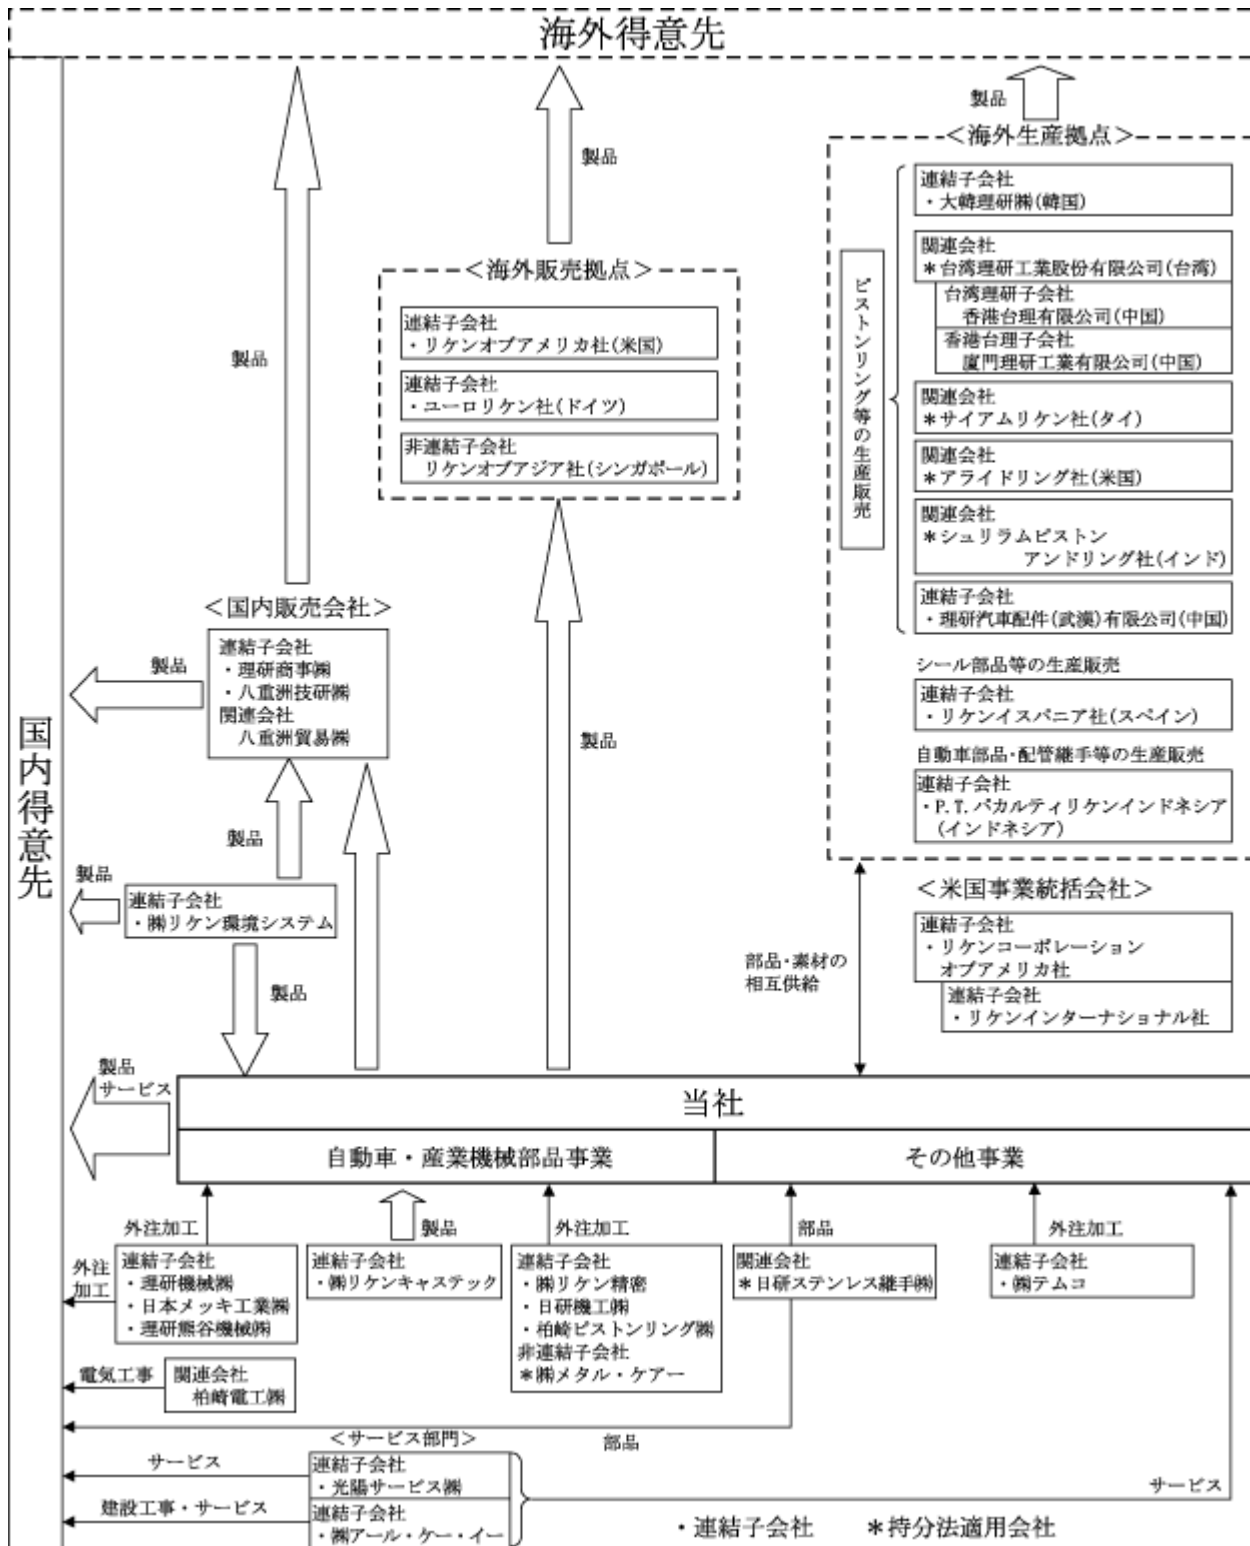 海外得意先
製品
<海外生産拠点>
連結子会社
・大韓理研㈱(韓国)
関連会社
＊台湾理研工業股份有限公司(台湾)
台湾理研子会社
香港台理有限公司(中国)
香港台理子会社
廈門理研工業有限公司(中国)
関連会社
＊サイアムリケン社(タイ)
関連会社
＊アライドリング社(米国)
関連会社
＊シュリラムピストン
アンドリング社(インド)
連結子会社
・理研汽車配件(武漢)有限公司(中国)
ピストンリング等の生産販売
シール部品等の生産販売
連結子会社
・リケンイスパニア社(スペイン)
自動車部品・配管継手等の生産販売
連結子会社
・P.T.パカルティリケンインドネシア
(インドネシア)
製品
<海外販売拠点>
連結子会社
・リケンオブアメリカ社(米国)
連結子会社
・ユーロリケン社(ドイツ)
非連結子会社
リケンオブアジア社(シンガポール)
製品
製品
<国内販売会社>
連結子会社
・理研商事㈱
・八重洲技研㈱
関連会社
八重洲貿易㈱
製品
国内得意先
製品
製品
連結子会社
・㈱リケン環境システム
製品
<米国事業統括会社>
連結子会社
・リケンコーポレーション
オブアメリカ社
連結子会社
・リケンインターナショナル社
部品・素材の
相互供給
製品
サービス
当社
自動車・産業機械部品事業
その他事業
外注加工
製品
外注加工
部品
外注加工
外注
加工
連結子会社
・理研機械㈱
・日本メッキ工業㈱
・理研熊谷機械㈱
連結子会社
・㈱リケンキャステック
連結子会社
・㈱リケン精密
・日研機工㈱
・柏崎ピストンリング㈱
非連結子会社
＊㈱メタル・ケアー
関連会社
＊日研ステンレス継手㈱
連結子会社
・㈱テムコ
電気工事
関連会社
柏崎電工㈱
部品
<サービス部門>
サービス
連結子会社
・光陽サービス㈱
建設工事・サービス
連結子会社
・㈱アール・ケー・イー
サービス
・連結子会社　＊持分法適用会社